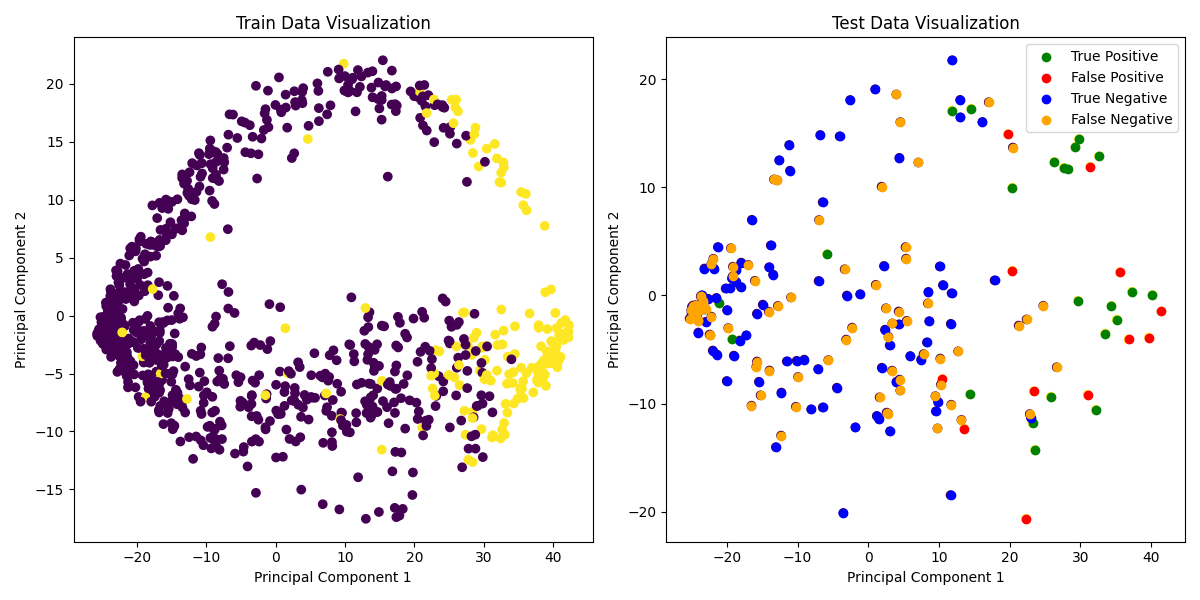 Train Data Visualization
20
15
10
5
0
−5
−10
−15
Principal Component 2
−20
−10
0
10
20
30
40
Principal Component 1
Test Data Visualization
True Positive
False Positive
True Negative
False Negative
20
10
0
−10
−20
Principal Component 2
−20
−10
0
10
20
30
40
Principal Component 1